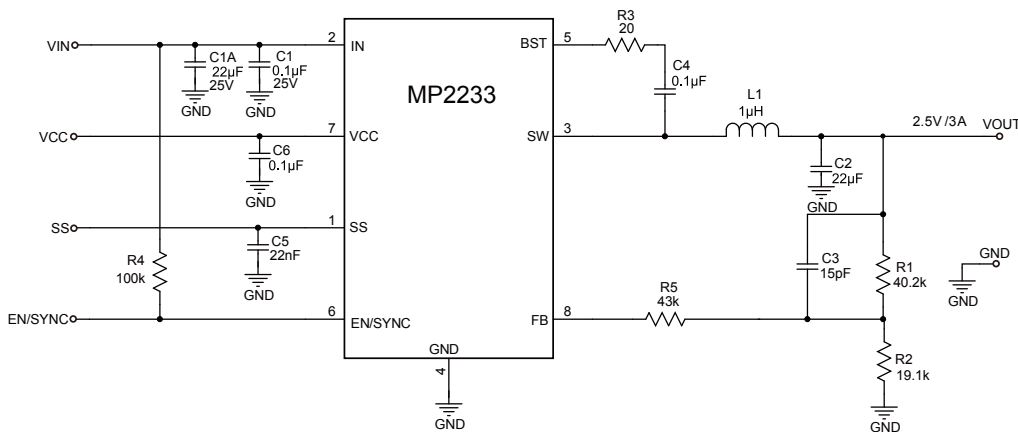 R3
20
VIN
2
IN
BST
5
C1A
22µF
25V
GND
C1
0.1µF
25V
GND
C4
0.1µF
MP2233
L1
1µH
VCC
7
VCC
SW
3
2.5V/3A
VOUT
C6
0.1µF
GND
C2
22µF
GND
SS
1
SS
C5
22nF
GND
R4
100k
C3
15pF
R1
40.2k
GND
GND
R5
43k
EN/SYNC
6
EN/SYNC
FB
8
GND
4
GND
R2
19.1k
GND